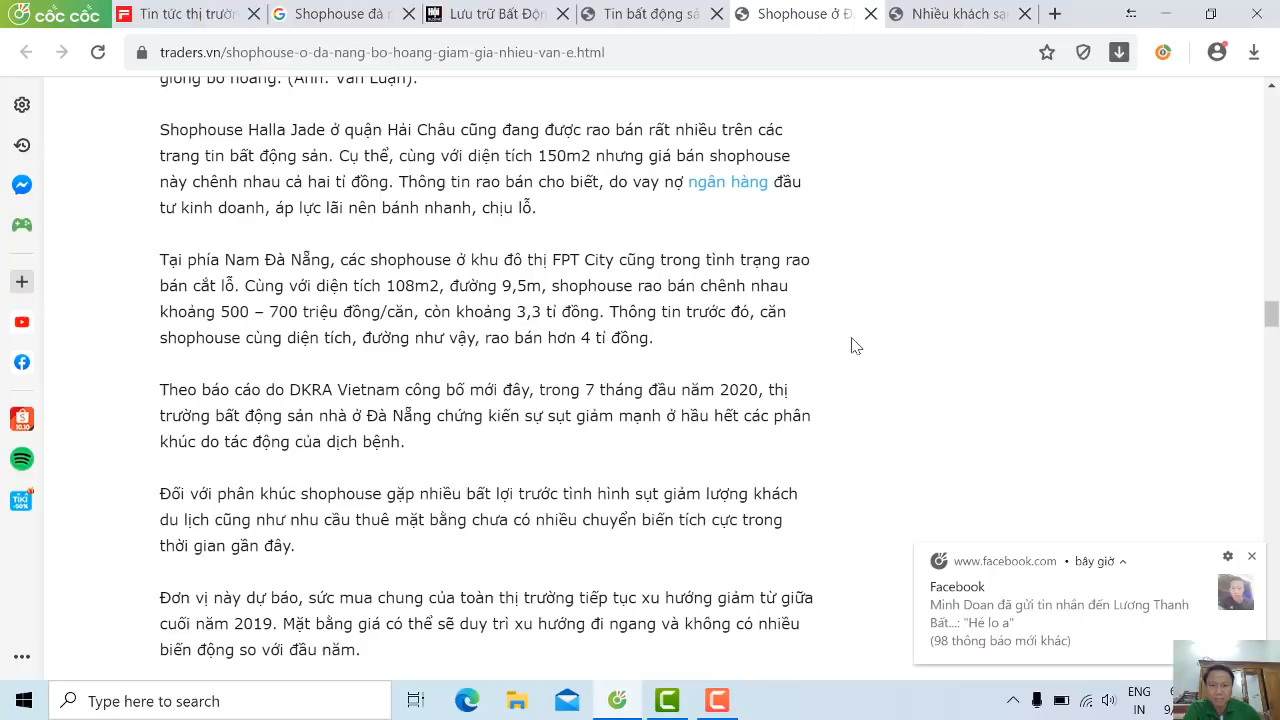 cốc cốc
Tin tức thị trườn
Shophouse đã n
Lưu trữ Bất Độn
Tin bất động sả
Shophouse ở Đ
Nhiều khách sạ
traders.vn/shophouse-o-da-nang-bo-hoang-giam-gia-nhieu-van-e.html
giống bỏ hoang. (Ảnh: Văn Luận).
Shophouse Halla Jade ở quận Hải Châu cũng đang được rao bán rất nhiều trên các
trang tin bất động sản. Cụ thể, cùng với diện tích 150m2 nhưng giá bán shophouse
này chênh nhau cả hai tỉ đồng. Thông tin rao bán cho biết, do vay nợ ngân hàng đầu
tư kinh doanh, áp lực lãi nên bánh nhanh, chịu lỗ.
Tại phía Nam Đà Nẵng, các shophouse ở khu đô thị FPT City cũng trong tình trạng rao
bán cắt lỗ. Cùng với diện tích 108m2, đường 9,5m, shophouse rao bán chênh nhau
khoảng 500 – 700 triệu đồng/căn, còn khoảng 3,3 tỉ đồng. Thông tin trước đó, căn
shophouse cùng diện tích, đường như vậy, rao bán hơn 4 tỉ đồng.
Theo báo cáo do DKRA Vietnam công bố mới đây, trong 7 tháng đầu năm 2020, thị
trường bất động sản nhà ở Đà Nẵng chứng kiến sự sụt giảm mạnh ở hầu hết các phân
khúc do tác động của dịch bệnh.
Đối với phân khúc shophouse gặp nhiều bất lợi trước tình hình sụt giảm lượng khách
du lịch cũng như nhu cầu thuê mặt bằng chưa có nhiều chuyển biến tích cực trong
thời gian gần đây.
Đơn vị này dự báo, sức mua chung của toàn thị trường tiếp tục xu hướng giảm từ giữa
cuối năm 2019. Mặt bằng giá có thể sẽ duy trì xu hướng đi ngang và không có nhiều
biến động so với đầu năm.
10.10
TiKi
-50%
www.facebook.com • bây giờ
Facebook
Minh Doan đã gửi tin nhắn đến Lương Thanh
Bất...: "Hé lo a"
(98 thông báo mới khác)
Type here to search
ENG
IN